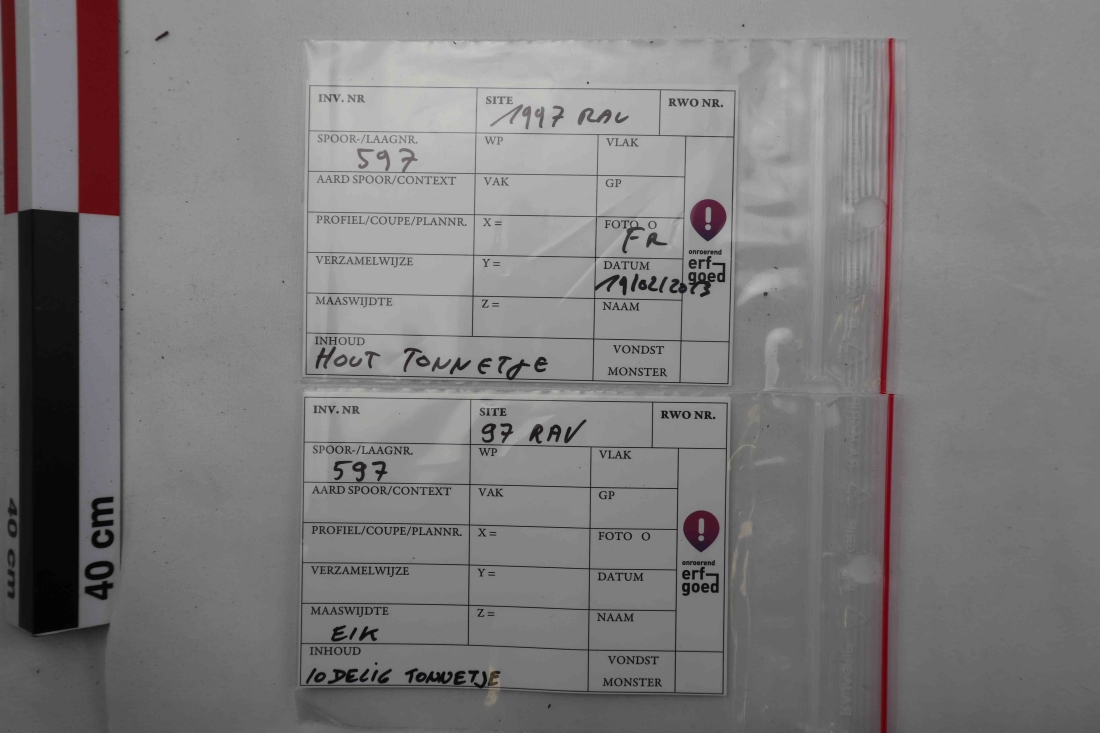 INV. NR SITE 1997 RAV RWO NR.
SPOOR-/LAAGNR. 597 WP VLAK
AARD SPOOR/CONTEXT VAK GP
PROFIEL/COUPE/PLANNR. X = FOTO O FR
VERZAMELWIJZE Y = DATUM 19/02/2013
MAASWIJDTE Z = NAAM
INHOUD HOUT TONNETJE VONDST
MONSTER
onroerend
erf-
goed
INV. NR SITE 97 RAV RWO NR.
SPOOR-/LAAGNR. 597 WP VLAK
AARD SPOOR/CONTEXT VAK GP
PROFIEL/COUPE/PLANNR. X = FOTO O
VERZAMELWIJZE Y = DATUM
MAASWIJDTE EIK Z = NAAM
INHOUD 10 DELIG TONNETJE VONDST
MONSTER
onroerend
erf-
goed
40 cm
40 cm